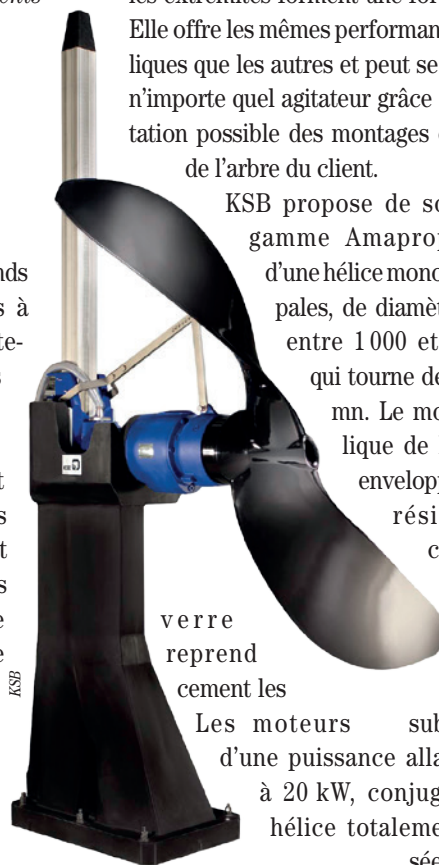 nds
s à
te-
t
s
t
s
e
e
KSB
les extrémités forment une for
Elle offre les mêmes performan
liques que les autres et peut se
n'importe quel agitateur grâce
tation possible des montages
de l'arbre du client.
KSB propose de so
gamme Amaprop
d'une hélice mono
pales, de diamèt
entre 1 000 et
qui tourne de
mn. Le mo
lique de
envelopp
rési
c
verre
reprend
cement les
Les moteurs sub
d'une puissance alla
à 20 kW, conjug
hélice totaleme
sée